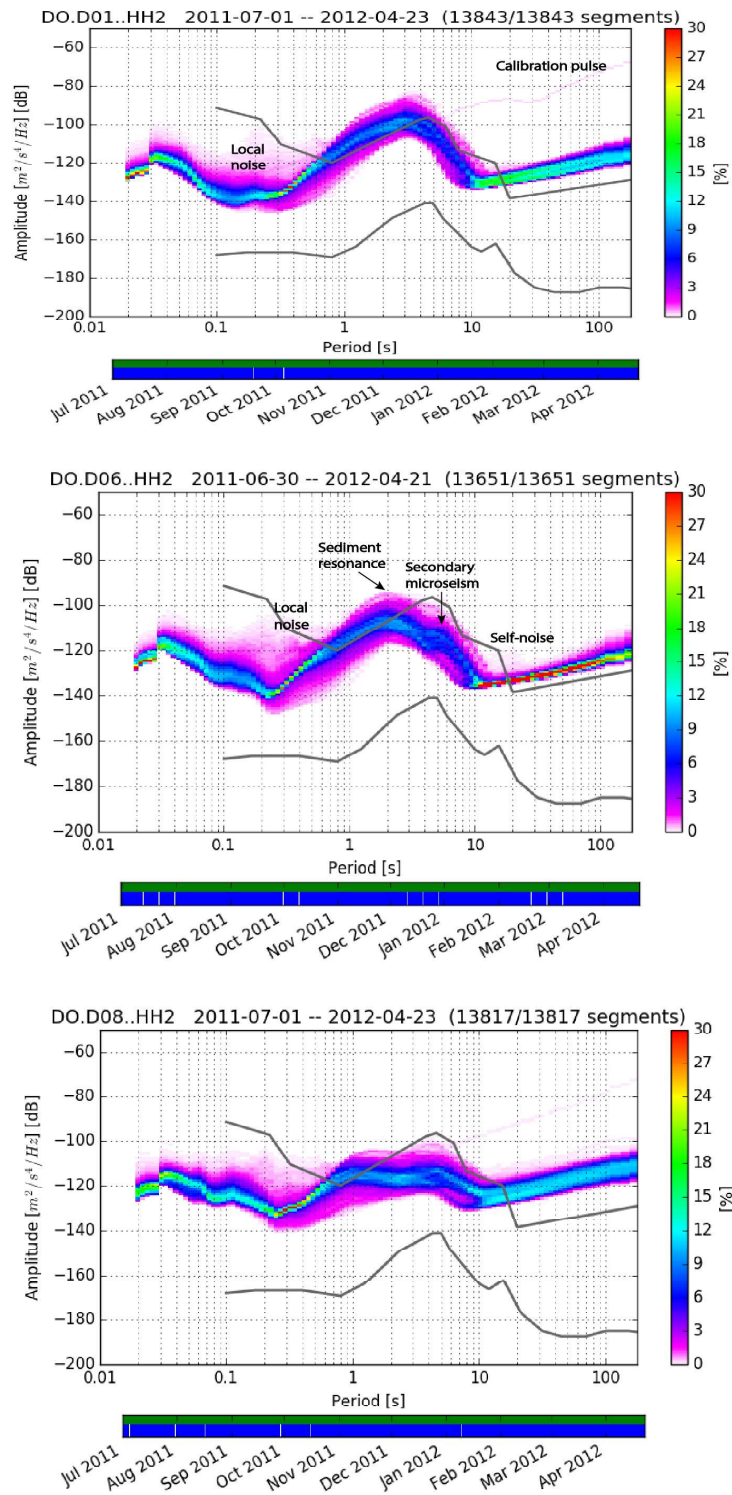 DO.D01..HH2 2011-07-01 -- 2012-04-23 (13843/13843 segments)
Amplitude [m²/s⁴/Hz] [dB]
−60
−80
−100
−120
−140
−160
−180
−200
Calibration pulse
Local
noise
0.01 0.1 1 10 100
Period [s]
30
27
24
21
18
15
12
9
6
3
0
[%]
Jul 2011 Aug 2011 Sep 2011 Oct 2011 Nov 2011 Dec 2011 Jan 2012 Feb 2012 Mar 2012 Apr 2012
DO.D06..HH2 2011-06-30 -- 2012-04-21 (13651/13651 segments)
Amplitude [m²/s⁴/Hz] [dB]
−60
−80
−100
−120
−140
−160
−180
−200
Sediment
resonance
Secondary
microseism
Local
noise
Self-noise
0.01 0.1 1 10 100
Period [s]
30
27
24
21
18
15
12
9
6
3
0
[%]
Jul 2011 Aug 2011 Sep 2011 Oct 2011 Nov 2011 Dec 2011 Jan 2012 Feb 2012 Mar 2012 Apr 2012
DO.D08..HH2 2011-07-01 -- 2012-04-23 (13817/13817 segments)
Amplitude [m²/s⁴/Hz] [dB]
−60
−80
−100
−120
−140
−160
−180
−200
0.01 0.1 1 10 100
Period [s]
30
27
24
21
18
15
12
9
6
3
0
[%]
Jul 2011 Aug 2011 Sep 2011 Oct 2011 Nov 2011 Dec 2011 Jan 2012 Feb 2012 Mar 2012 Apr 2012